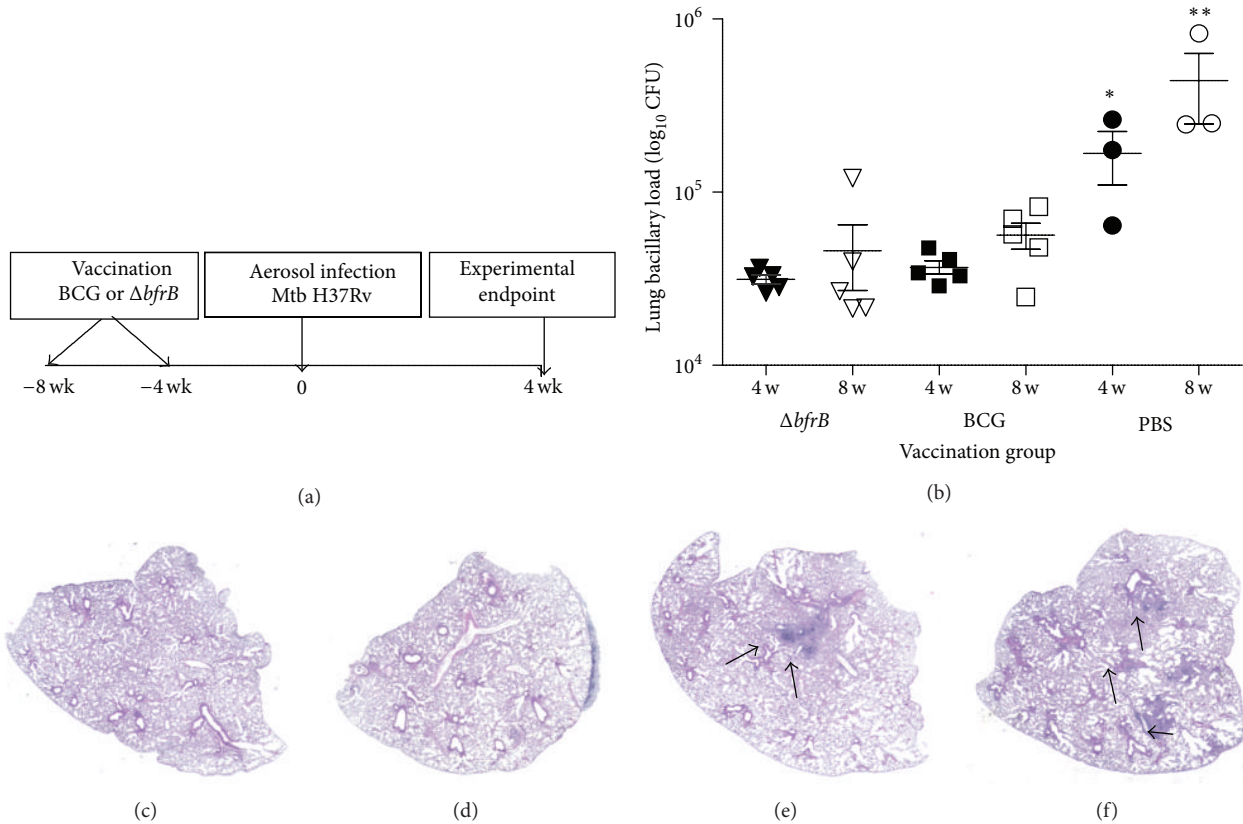 Vaccination
BCG or ΔbfrB
Aerosol infection
Mtb H37Rv
Experimental
endpoint
−8 wk
−4 wk
0
4 wk
(a)
Lung bacillary load (log₁₀ CFU)
10⁶
10⁵
10⁴
*
**
4 w
8 w
4 w
8 w
4 w
8 w
ΔbfrB
BCG
PBS
Vaccination group
(b)
(c)
(d)
(e)
(f)